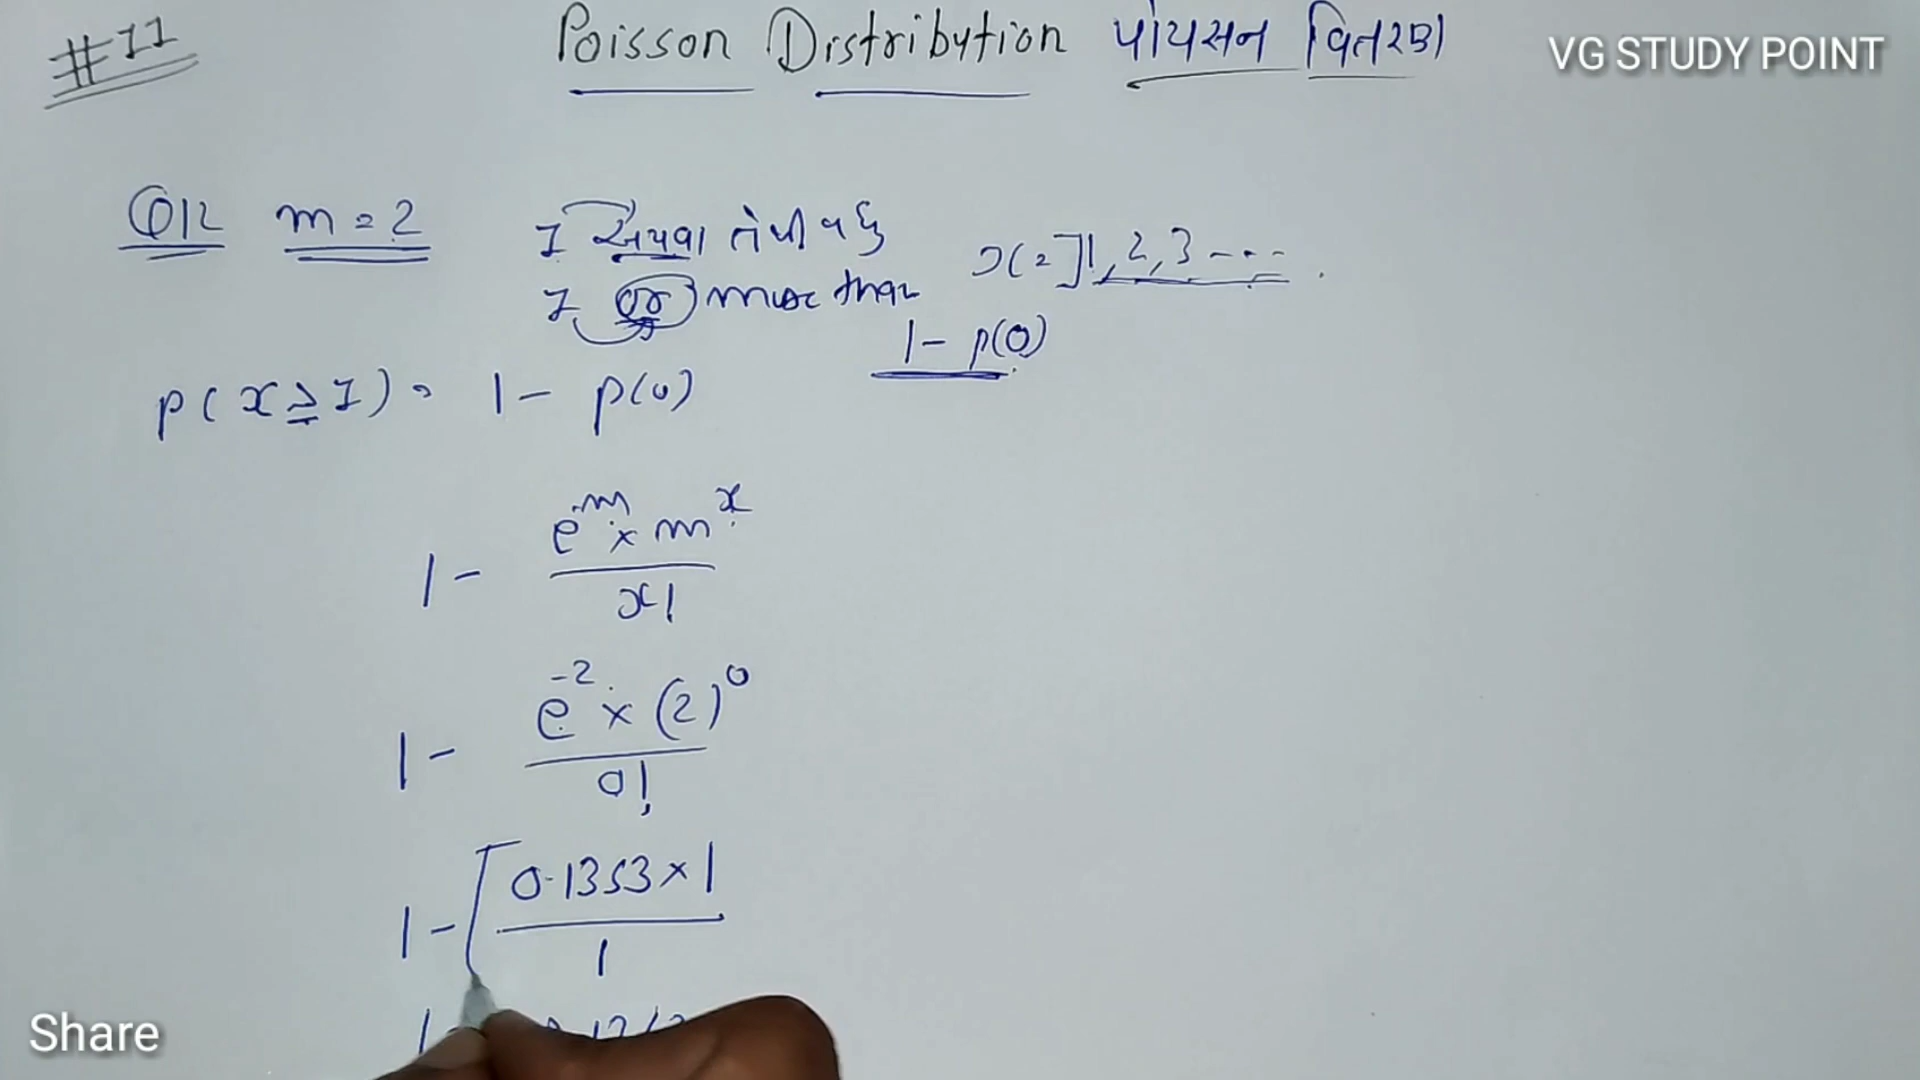 #11
Poisson Distribution પોયસન વિતરણ
VG STUDY POINT
Q12 m = 2
1 અથવા તેથી વધુ
1 or more than
x = 1, 2, 3 ---
1 - p(0)
p(x ≥ 1) = 1 - p(0)
1 - e^-m × m^x / x!
1 - e^-2 × (2)^0 / 0!
1 - [0.1353 × 1 / 1
Share